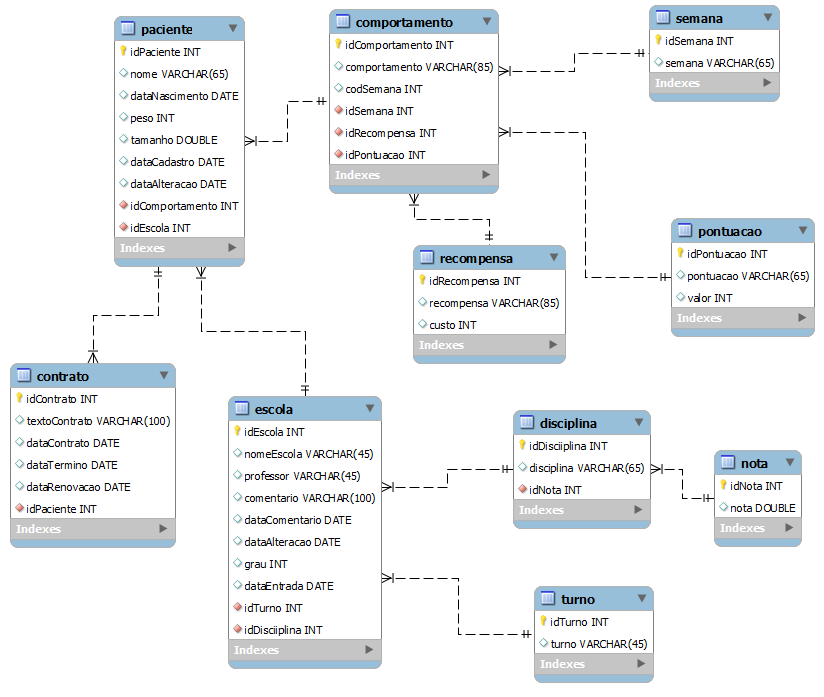 paciente
idPaciente INT
nome VARCHAR(65)
dataNascimento DATE
peso INT
tamanho DOUBLE
dataCadastro DATE
dataAlteracao DATE
idComportamento INT
idEscola INT
Indexes
comportamento
idComportamento INT
comportamento VARCHAR(85)
codSemana INT
idSemana INT
idRecompensa INT
idPontuacao INT
Indexes
semana
idSemana INT
semana VARCHAR(65)
Indexes
pontuacao
idPontuacao INT
pontuacao VARCHAR(65)
valor INT
Indexes
recompensa
idRecompensa INT
recompensa VARCHAR(85)
custo INT
Indexes
contrato
idContrato INT
textoContrato VARCHAR(100)
dataContrato DATE
dataTermino DATE
dataRenovacao DATE
idPaciente INT
Indexes
escola
idEscola INT
nomeEscola VARCHAR(45)
professor VARCHAR(45)
comentario VARCHAR(100)
dataComentario DATE
dataAlteracao DATE
grau INT
dataEntrada DATE
idTurno INT
idDisciiplina INT
Indexes
disciplina
idDisciiplina INT
disciplina VARCHAR(65)
idNota INT
Indexes
nota
idNota INT
nota DOUBLE
Indexes
turno
idTurno INT
turno VARCHAR(45)
Indexes